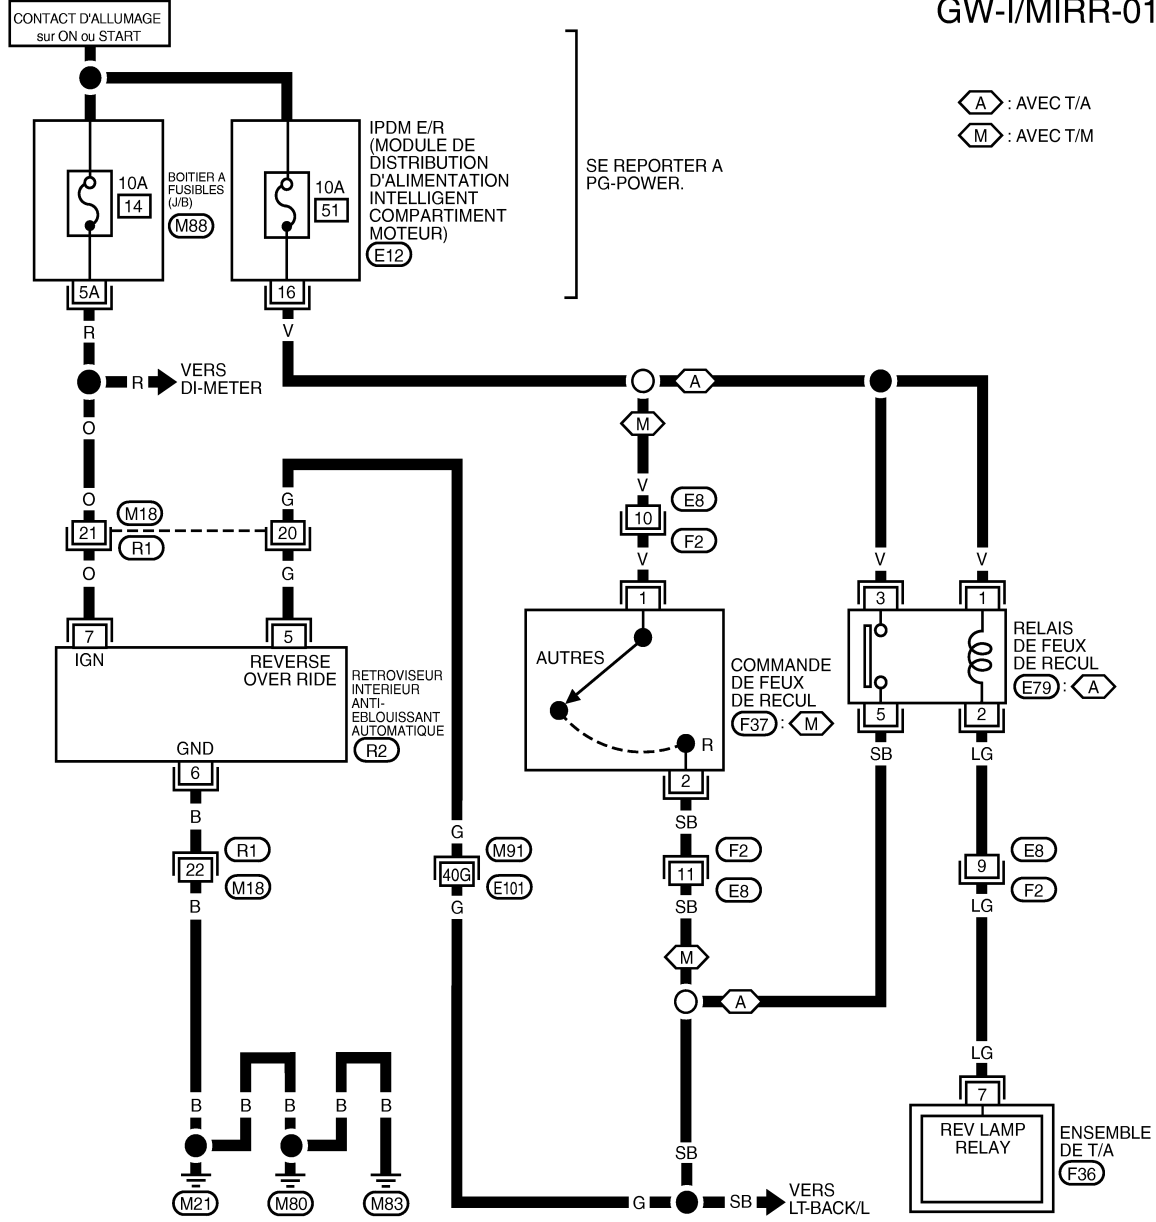 GW-I/MIRR-01
CONTACT D'ALLUMAGE
sur ON ou START
A : AVEC T/A
M : AVEC T/M
10A
14
BOITIER A
FUSIBLES
(J/B)
M88
10A
51
IPDM E/R
(MODULE DE
DISTRIBUTION
D'ALIMENTATION
INTELLIGENT
COMPARTIMENT
MOTEUR)
E12
SE REPORTER A
PG-POWER.
5A
16
R
V
R
VERS
DI-METER
A
O
M
O
G
V
E8
M18
21
20
10
R1
F2
O
G
V
V
V
7
5
1
3
1
IGN
REVERSE
OVER RIDE
RETROVISEUR
INTERIEUR
ANTI-
EBLOUISSANT
AUTOMATIQUE
R2
GND
6
AUTRES
R
COMMANDE
DE FEUX
DE RECUL
F37 : M
2
RELAIS
DE FEUX
DE RECUL
E79 : A
5
2
SB
LG
B
SB
G
R1
M91
F2
E8
22
40G
11
9
M18
E101
E8
F2
B
G
SB
LG
M
A
LG
7
REV LAMP
RELAY
ENSEMBLE
DE T/A
F36
B
B
B
B
B
SB
M21
M80
M83
G
SB
VERS
LT-BACK/L